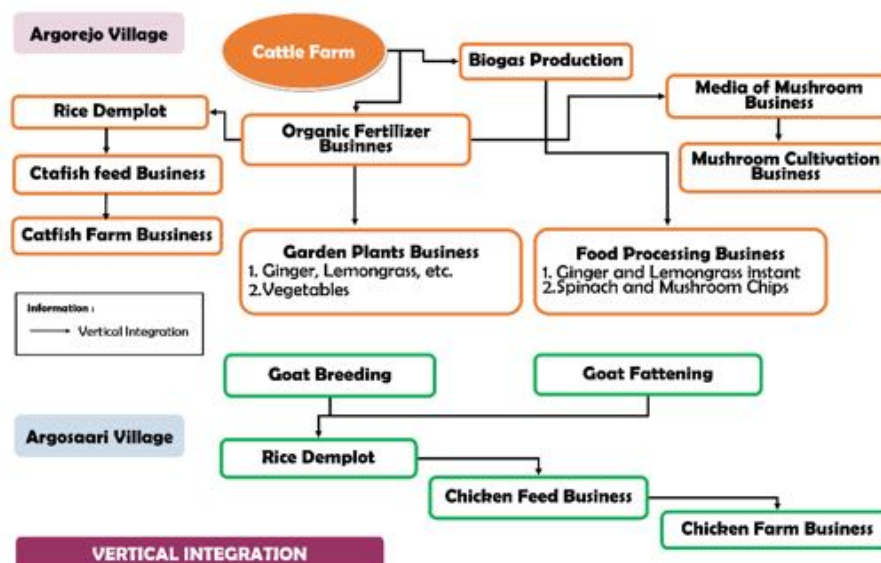 Argorejo Village
Cattle Farm
Biogas Production
Rice Demplot
Organic Fertilizer
Businnes
Media of Mushroom
Business
Ctafish feed Business
Mushroom Cultivation
Business
Catfish Farm Bussiness
Garden Plants Business
1. Ginger, Lemongrass, etc.
2.Vegetables
Food Processing Business
1. Ginger and Lemongrass instant
2.Spinach and Mushroom Chips
Information :
Vertical Integration
Goat Breeding
Goat Fattening
Argosaari Village
Rice Demplot
Chicken Feed Business
Chicken Farm Business
VERTICAL INTEGRATION